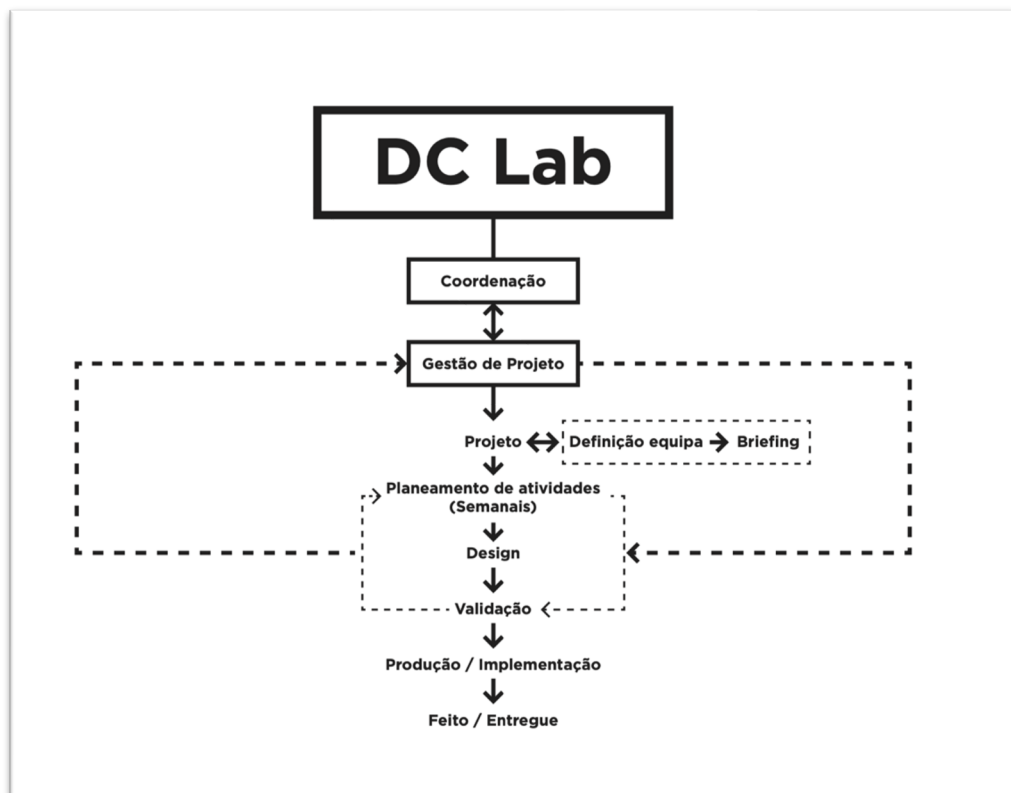 DC Lab
Coordenação
Gestão de Projeto
Projeto
Definição equipa
Briefing
Planeamento de atividades
(Semanais)
Design
Validação
Produção / Implementação
Feito / Entregue